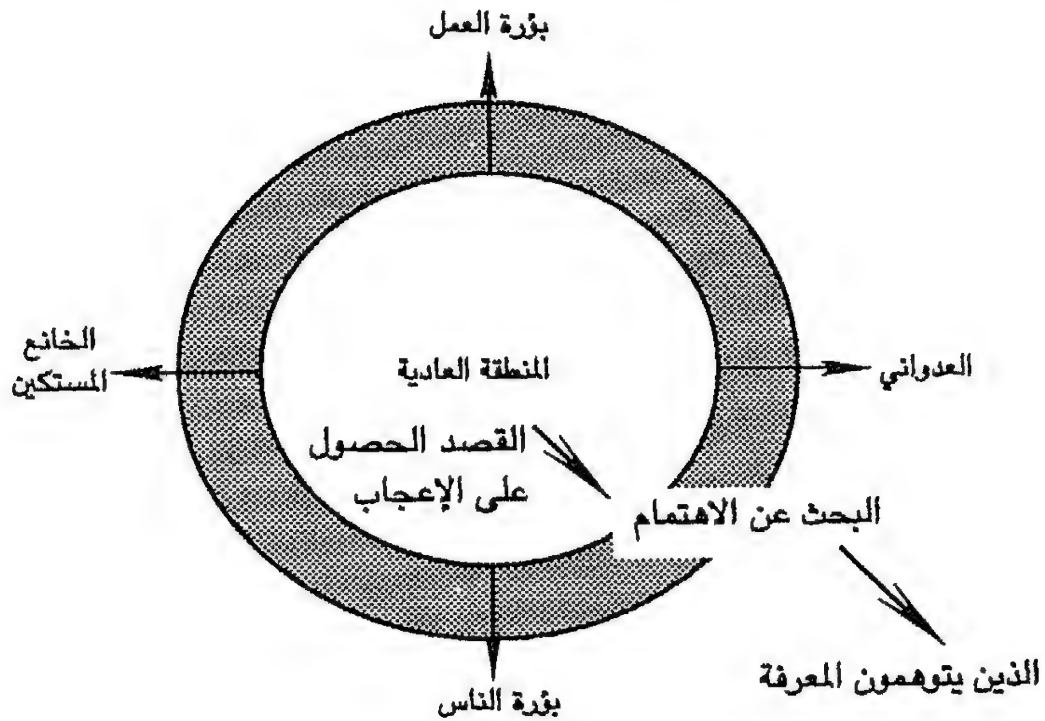 بؤرة العمل
الخانع
المستكين
المنطقة العادية
العدواني
القصد الحصول
على الإعجاب
البحث عن الاهتمام
الذين يتوهمون المعرفة
بؤرة الناس